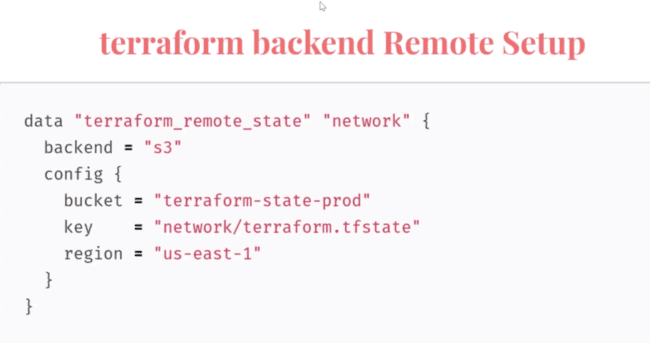 terraform backend Remote Setup
data "terraform_remote_state" "network" {
  backend = "s3"
  config {
    bucket = "terraform-state-prod"
    key    = "network/terraform.tfstate"
    region = "us-east-1"
  }
}